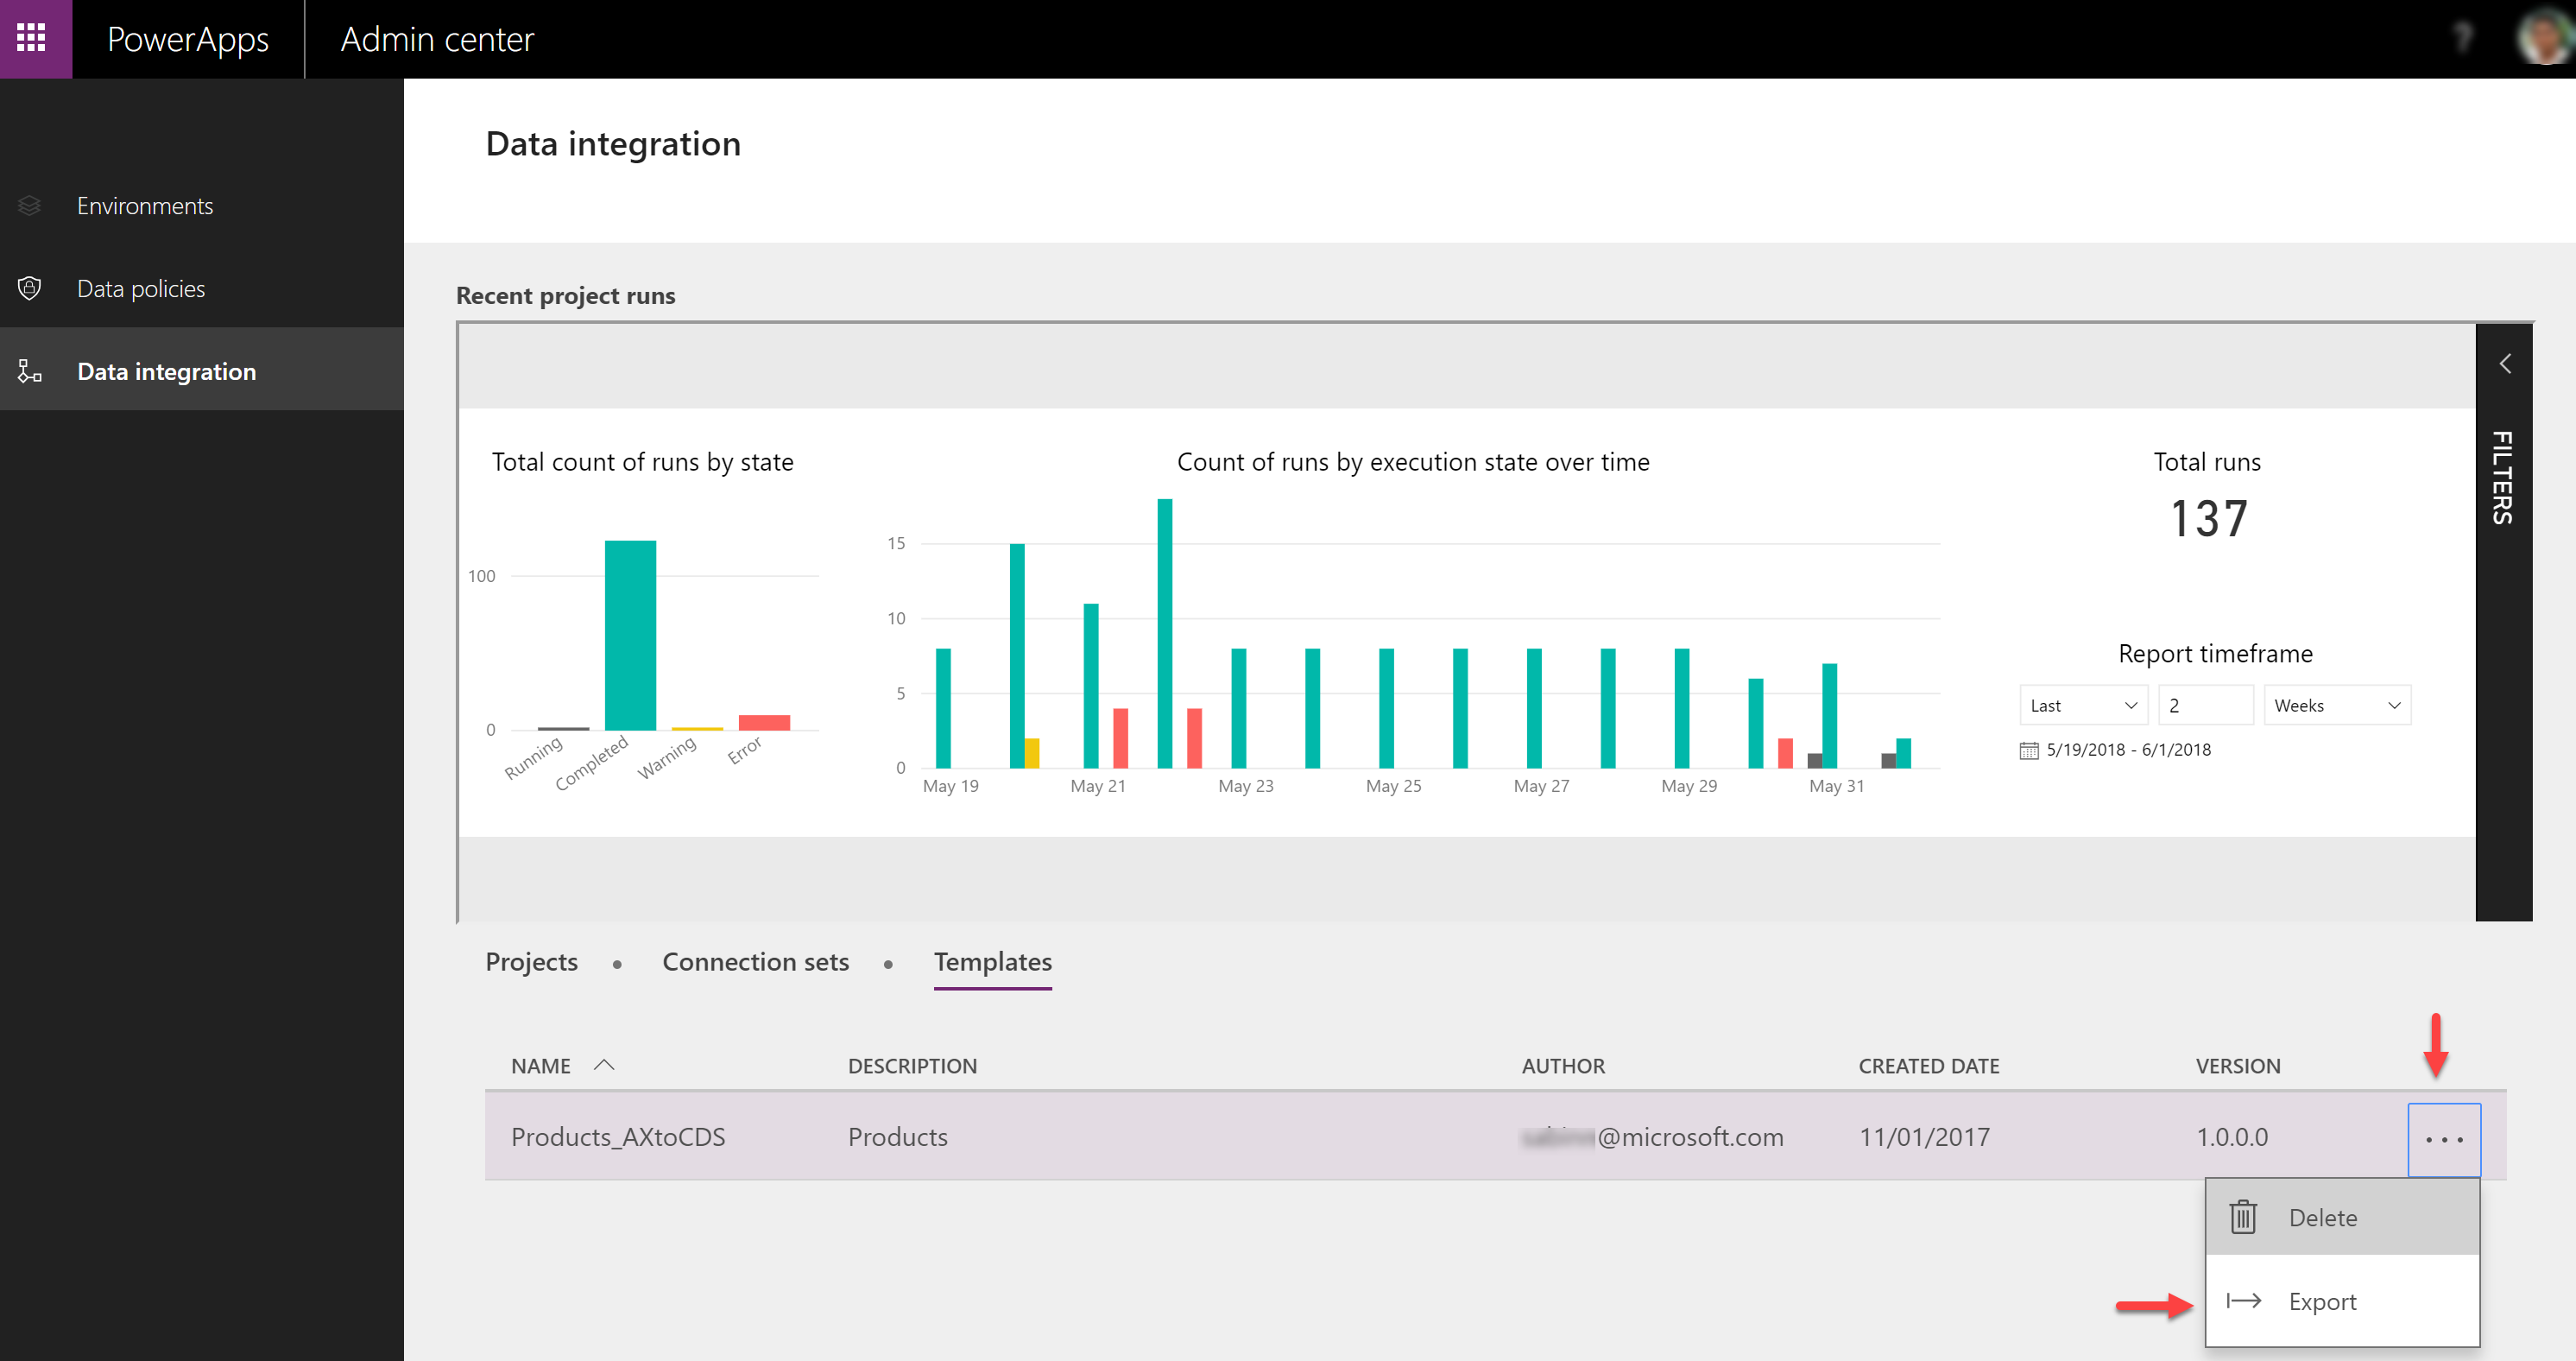 PowerApps
Admin center
?
Environments
Data policies
Data integration
Data integration
Recent project runs
FILTERS
Total count of runs by state
100
0
Running
Completed
Warning
Error
Count of runs by execution state over time
15
10
5
0
May 19
May 21
May 23
May 25
May 27
May 29
May 31
Total runs
137
Report timeframe
Last
2
Weeks
5/19/2018 - 6/1/2018
Projects • Connection sets • Templates
NAME DESCRIPTION AUTHOR CREATED DATE VERSION
Products_AXtoCDS Products @microsoft.com 11/01/2017 1.0.0.0 ...
Delete
Export